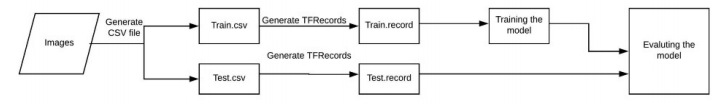 Images
Generate
CSV file
Train.csv
Generate TFRecords
Train.record
Training the
model
Test.csv
Generate TFRecords
Test.record
Evaluting the
model